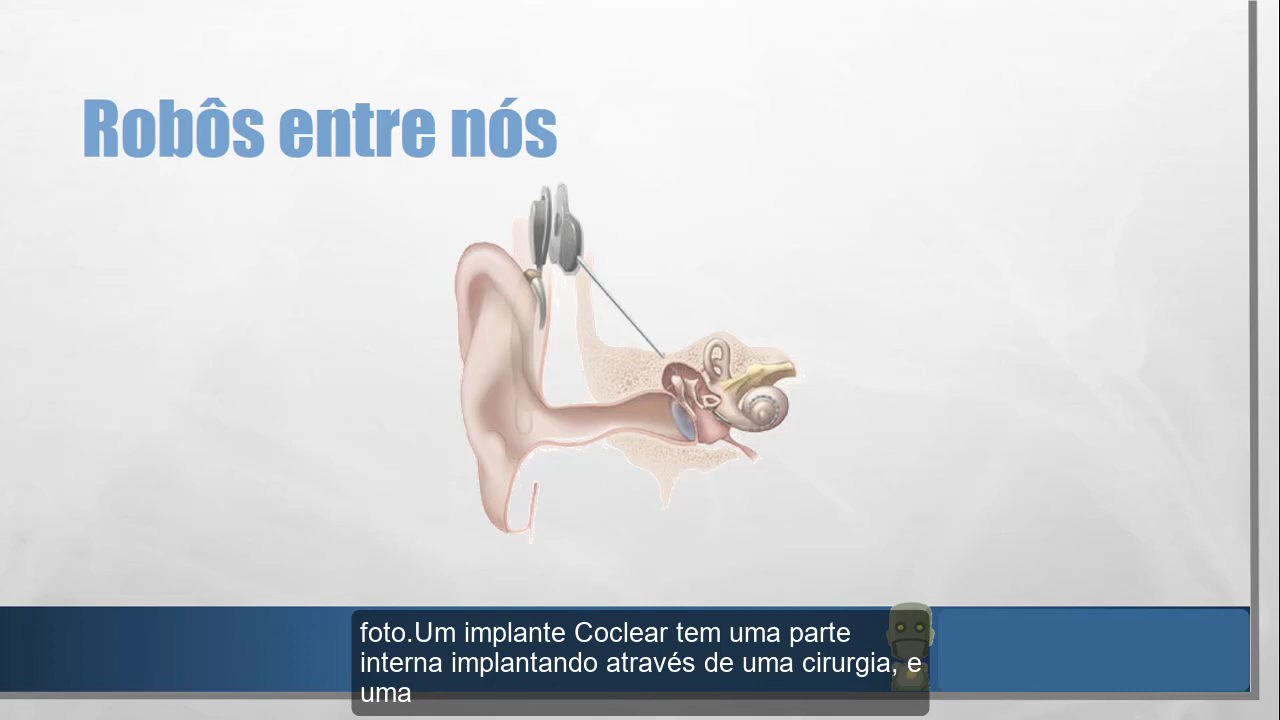 Robôs entre nós
foto.Um implante Coclear tem uma parte
interna implantando através de uma cirurgia, e
uma